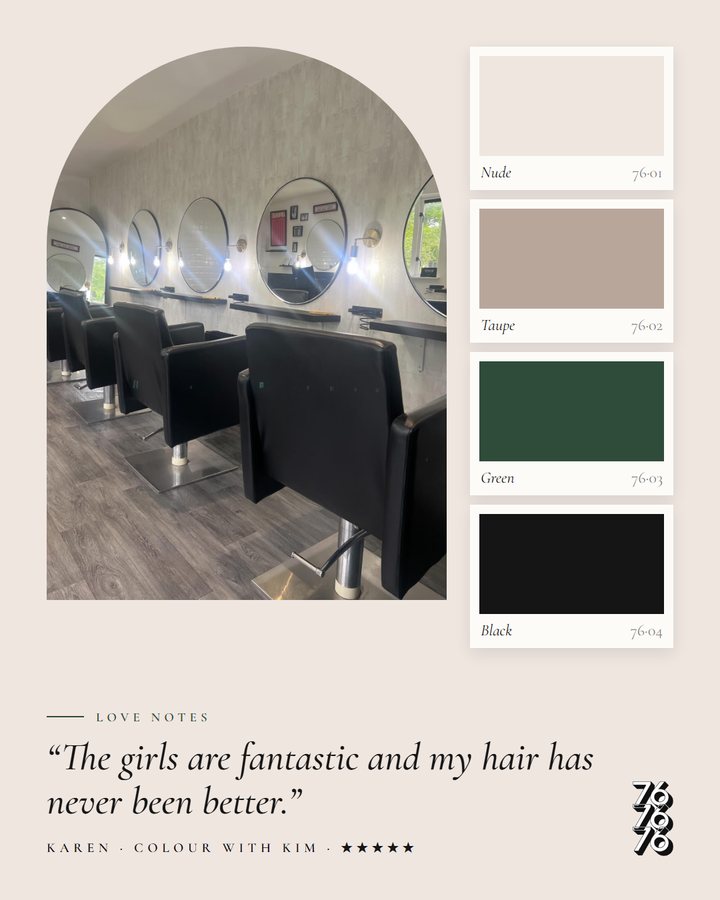 Nude 76·01
Taupe 76·02
Green 76·03
Black 76·04
LOVE NOTES
“The girls are fantastic and my hair has
never been better.”
KAREN · COLOUR WITH KIM · ★★★★★
76
76
76